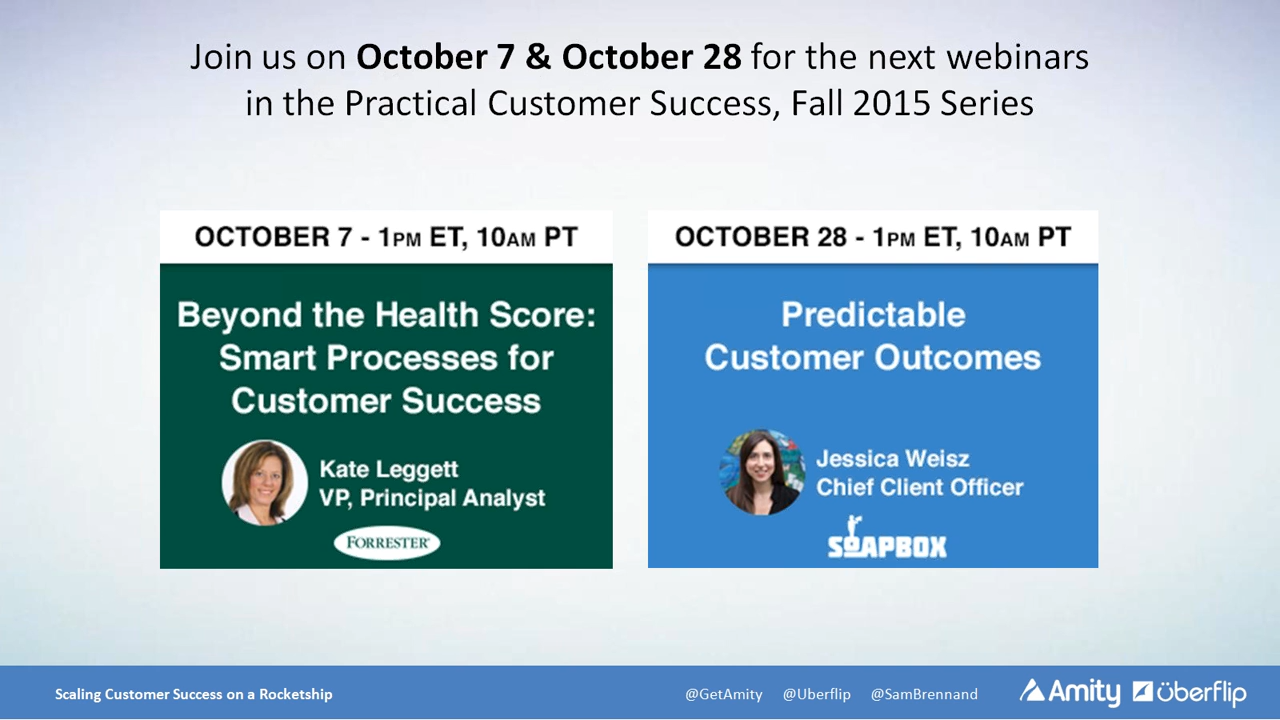 Join us on October 7 & October 28 for the next webinars
in the Practical Customer Success, Fall 2015 Series
OCTOBER 7 - 1PM ET, 10AM PT
Beyond the Health Score:
Smart Processes for
Customer Success
Kate Leggett
VP, Principal Analyst
FORRESTER®
OCTOBER 28 - 1PM ET, 10AM PT
Predictable
Customer Outcomes
Jessica Weisz
Chief Client Officer
SOAPBOX
Scaling Customer Success on a Rocketship
@GetAmity @Uberflip @SamBrennand
Amity überflip